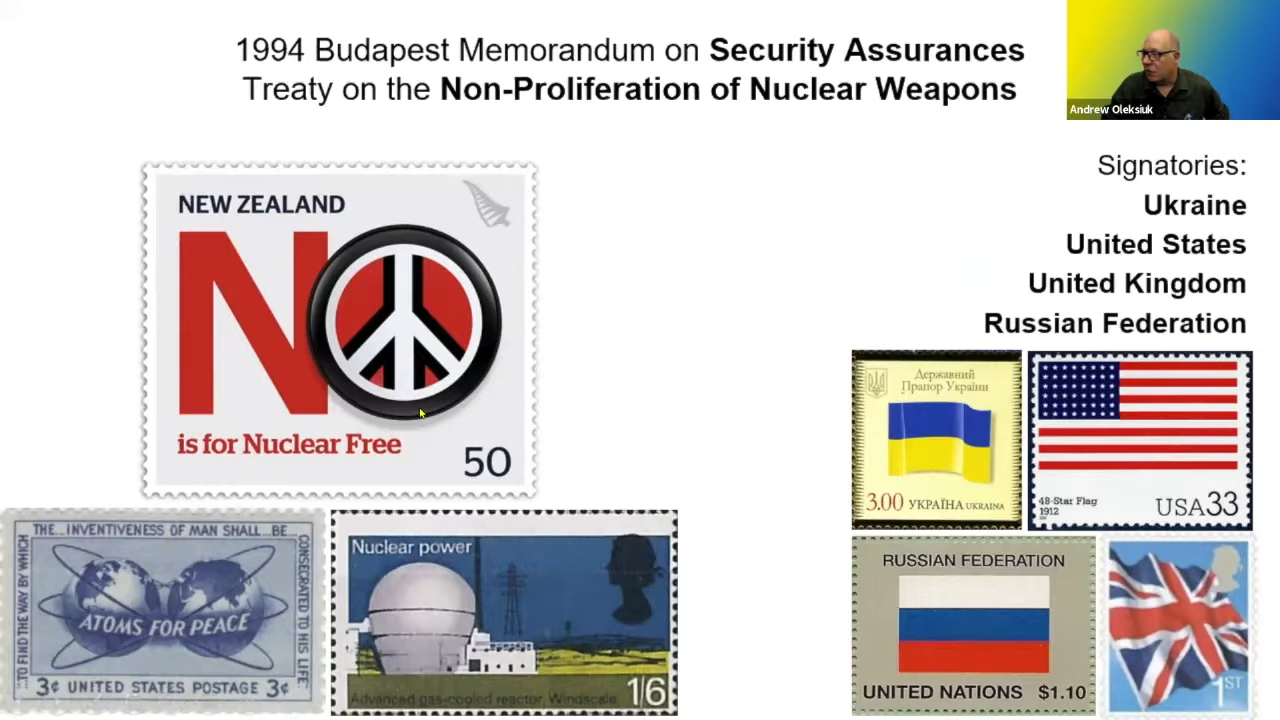 1994 Budapest Memorandum on Security Assurances
Treaty on the Non-Proliferation of Nuclear Weapons
Andrew Oleksiuk
Signatories:
Ukraine
United States
United Kingdom
Russian Federation
NEW ZEALAND
NO
is for Nuclear Free
50
Державний
Прапор України
3.00 УКРАЇНА UKRAINA
48-Star Flag
1912
USA33
THE...INVENTIVENESS OF MAN SHALL...BE
CONSECRATED TO HIS LIFE
...TO FIND THE WAY BY WHICH
ATOMS FOR PEACE
3¢ UNITED STATES POSTAGE 3¢
Nuclear power
Advanced gas-cooled reactor, Windscale
1/6
RUSSIAN FEDERATION
UNITED NATIONS $1.10
1ST